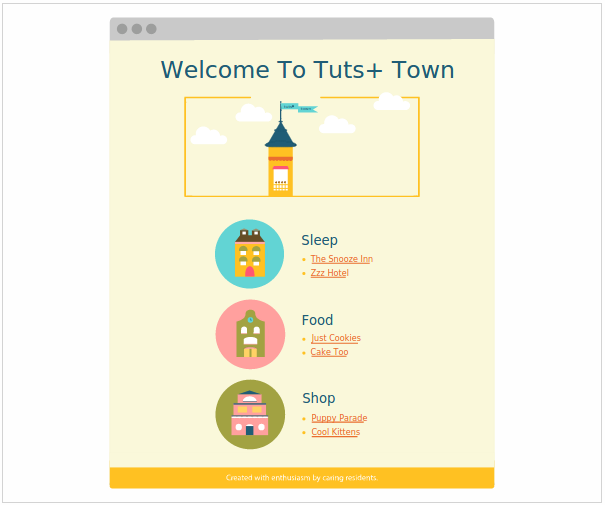 Welcome To Tuts+ Town
Sleep
The Snooze Inn
Zzz Hotel
Food
Just Cookies
Cake Too
Shop
Puppy Parade
Cool Kittens
Created with enthusiasm by caring residents.